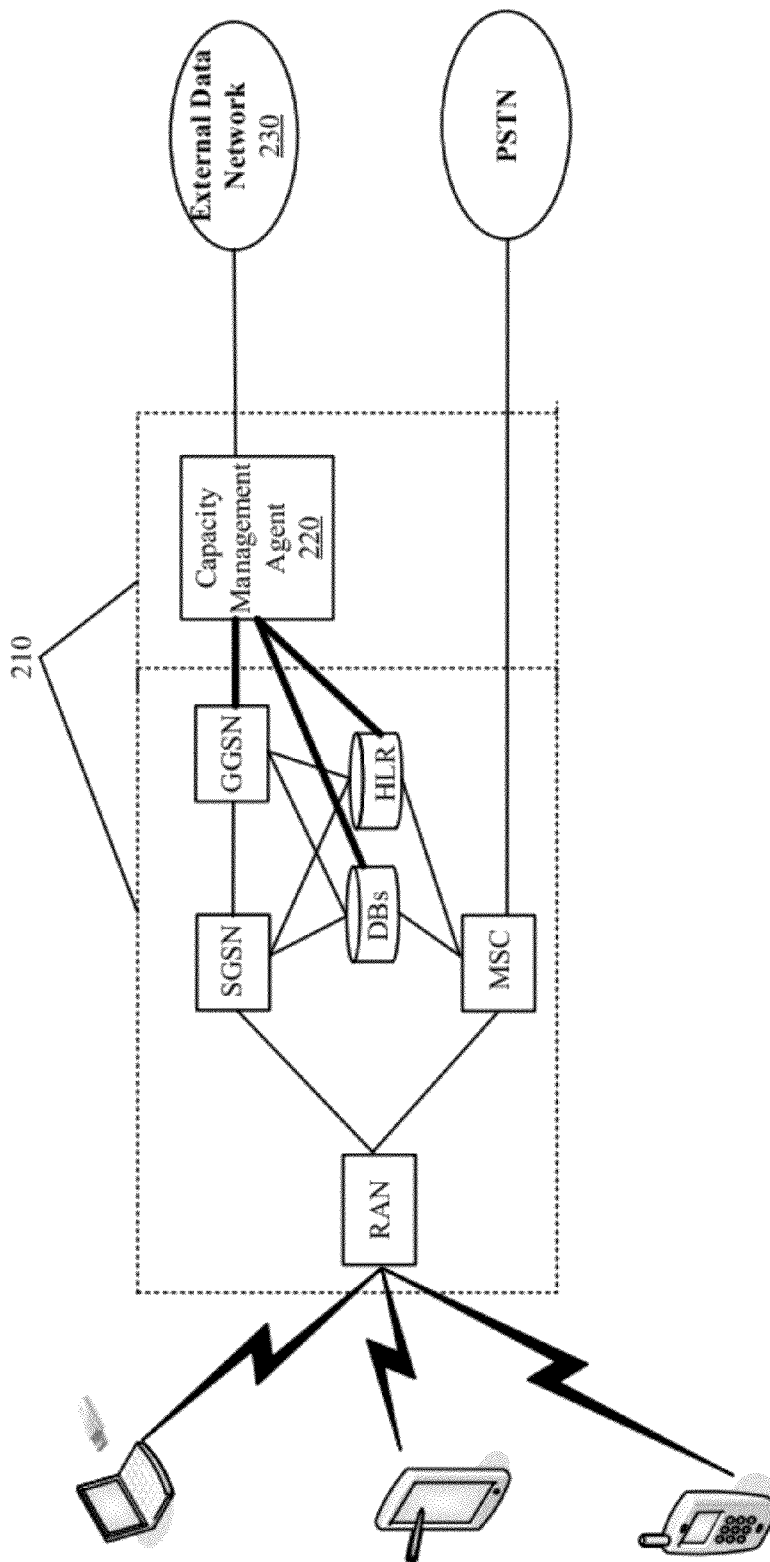 210
External Data
Network
230
Capacity
Management
Agent
220
GGSN
SGSN
HLR
DBs
RAN
MSC
PSTN